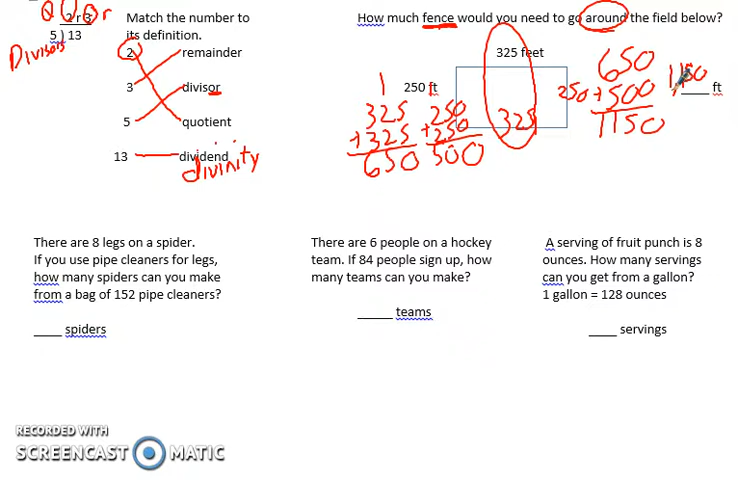 Quor
2 r 3
5 ) 13
Divisors
Match the number to
its definition.
2
remainder
3
divisor
5
quotient
13
dividend
divinity
How much fence would you need to go around the field below?
325 feet
250 ft
1
325
+325
650
250
+250
500
325
250
650
+500
1150
1,150
____ ft
There are 8 legs on a spider.
If you use pipe cleaners for legs,
how many spiders can you make
from a bag of 152 pipe cleaners?
____ spiders
There are 6 people on a hockey
team. If 84 people sign up, how
many teams can you make?
_____ teams
A serving of fruit punch is 8
ounces. How many servings
can you get from a gallon?
1 gallon = 128 ounces
____ servings
RECORDED WITH
SCREENCAST O MATIC